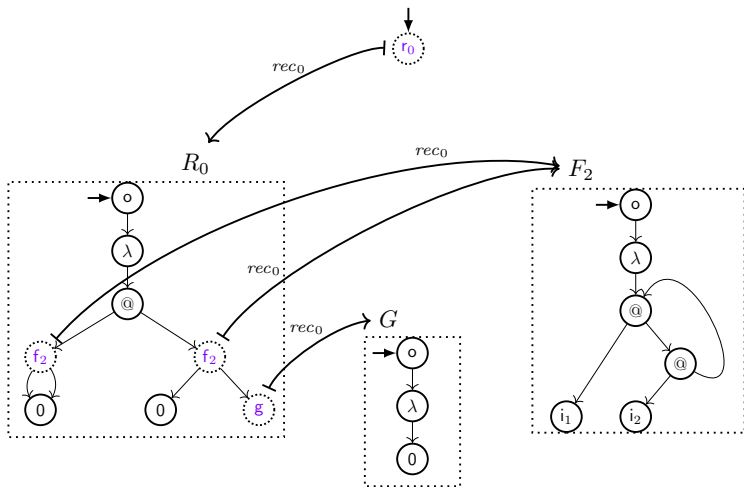 r₀
rec₀
R₀
rec₀
F₂
o
o
λ
λ
rec₀
@
rec₀
G
@
f₂
f₂
o
@
0
0
g
λ
i₁
i₂
0